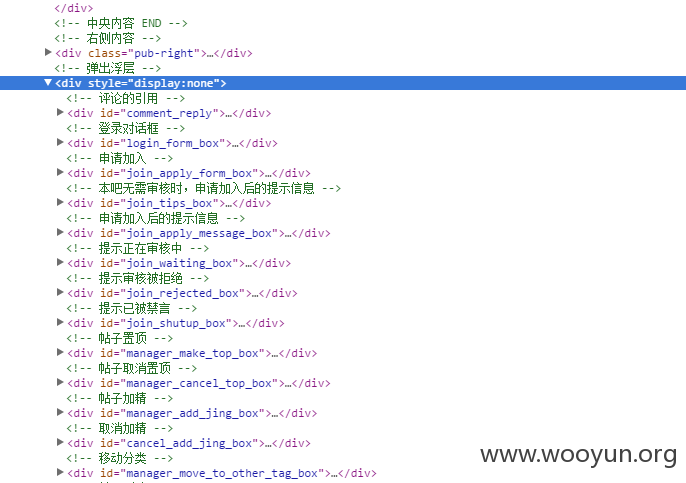 </div>
<!-- 中央内容 END -->
<!-- 右侧内容 -->
▶<div class="pub-right">…</div>
<!-- 弹出浮层 -->
▼<div style="display:none">
<!-- 评论的引用 -->
▶<div id="comment_reply">…</div>
<!-- 登录对话框 -->
▶<div id="login_form_box">…</div>
<!-- 申请加入 -->
▶<div id="join_apply_form_box">…</div>
<!-- 本吧无需审核时，申请加入后的提示信息 -->
▶<div id="join_tips_box">…</div>
<!-- 申请加入后的提示信息 -->
▶<div id="join_apply_message_box">…</div>
<!-- 提示正在审核中 -->
▶<div id="join_waiting_box">…</div>
<!-- 提示审核被拒绝 -->
▶<div id="join_rejected_box">…</div>
<!-- 提示已被禁言 -->
▶<div id="join_shutup_box">…</div>
<!-- 帖子置顶 -->
▶<div id="manager_make_top_box">…</div>
<!-- 帖子取消置顶 -->
▶<div id="manager_cancel_top_box">…</div>
<!-- 帖子加精 -->
▶<div id="manager_add_jing_box">…</div>
<!-- 取消加精 -->
▶<div id="cancel_add_jing_box">…</div>
<!-- 移动分类 -->
▶<div id="manager_move_to_other_tag_box">…</div>
www.wooyun.org